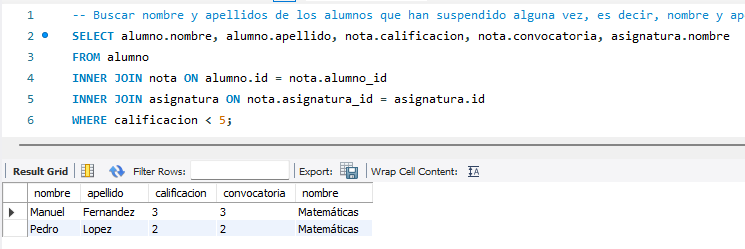 1 -- Buscar nombre y apellidos de los alumnos que han suspendido alguna vez, es decir, nombre y ap
2 SELECT alumno.nombre, alumno.apellido, nota.calificacion, nota.convocatoria, asignatura.nombre
3 FROM alumno
4 INNER JOIN nota ON alumno.id = nota.alumno_id
5 INNER JOIN asignatura ON nota.asignatura_id = asignatura.id
6 WHERE calificacion < 5;
Result Grid Filter Rows: Export: Wrap Cell Content: IA
nombre apellido calificacion convocatoria nombre
Manuel Fernandez 3 3 Matemáticas
Pedro Lopez 2 2 Matemáticas